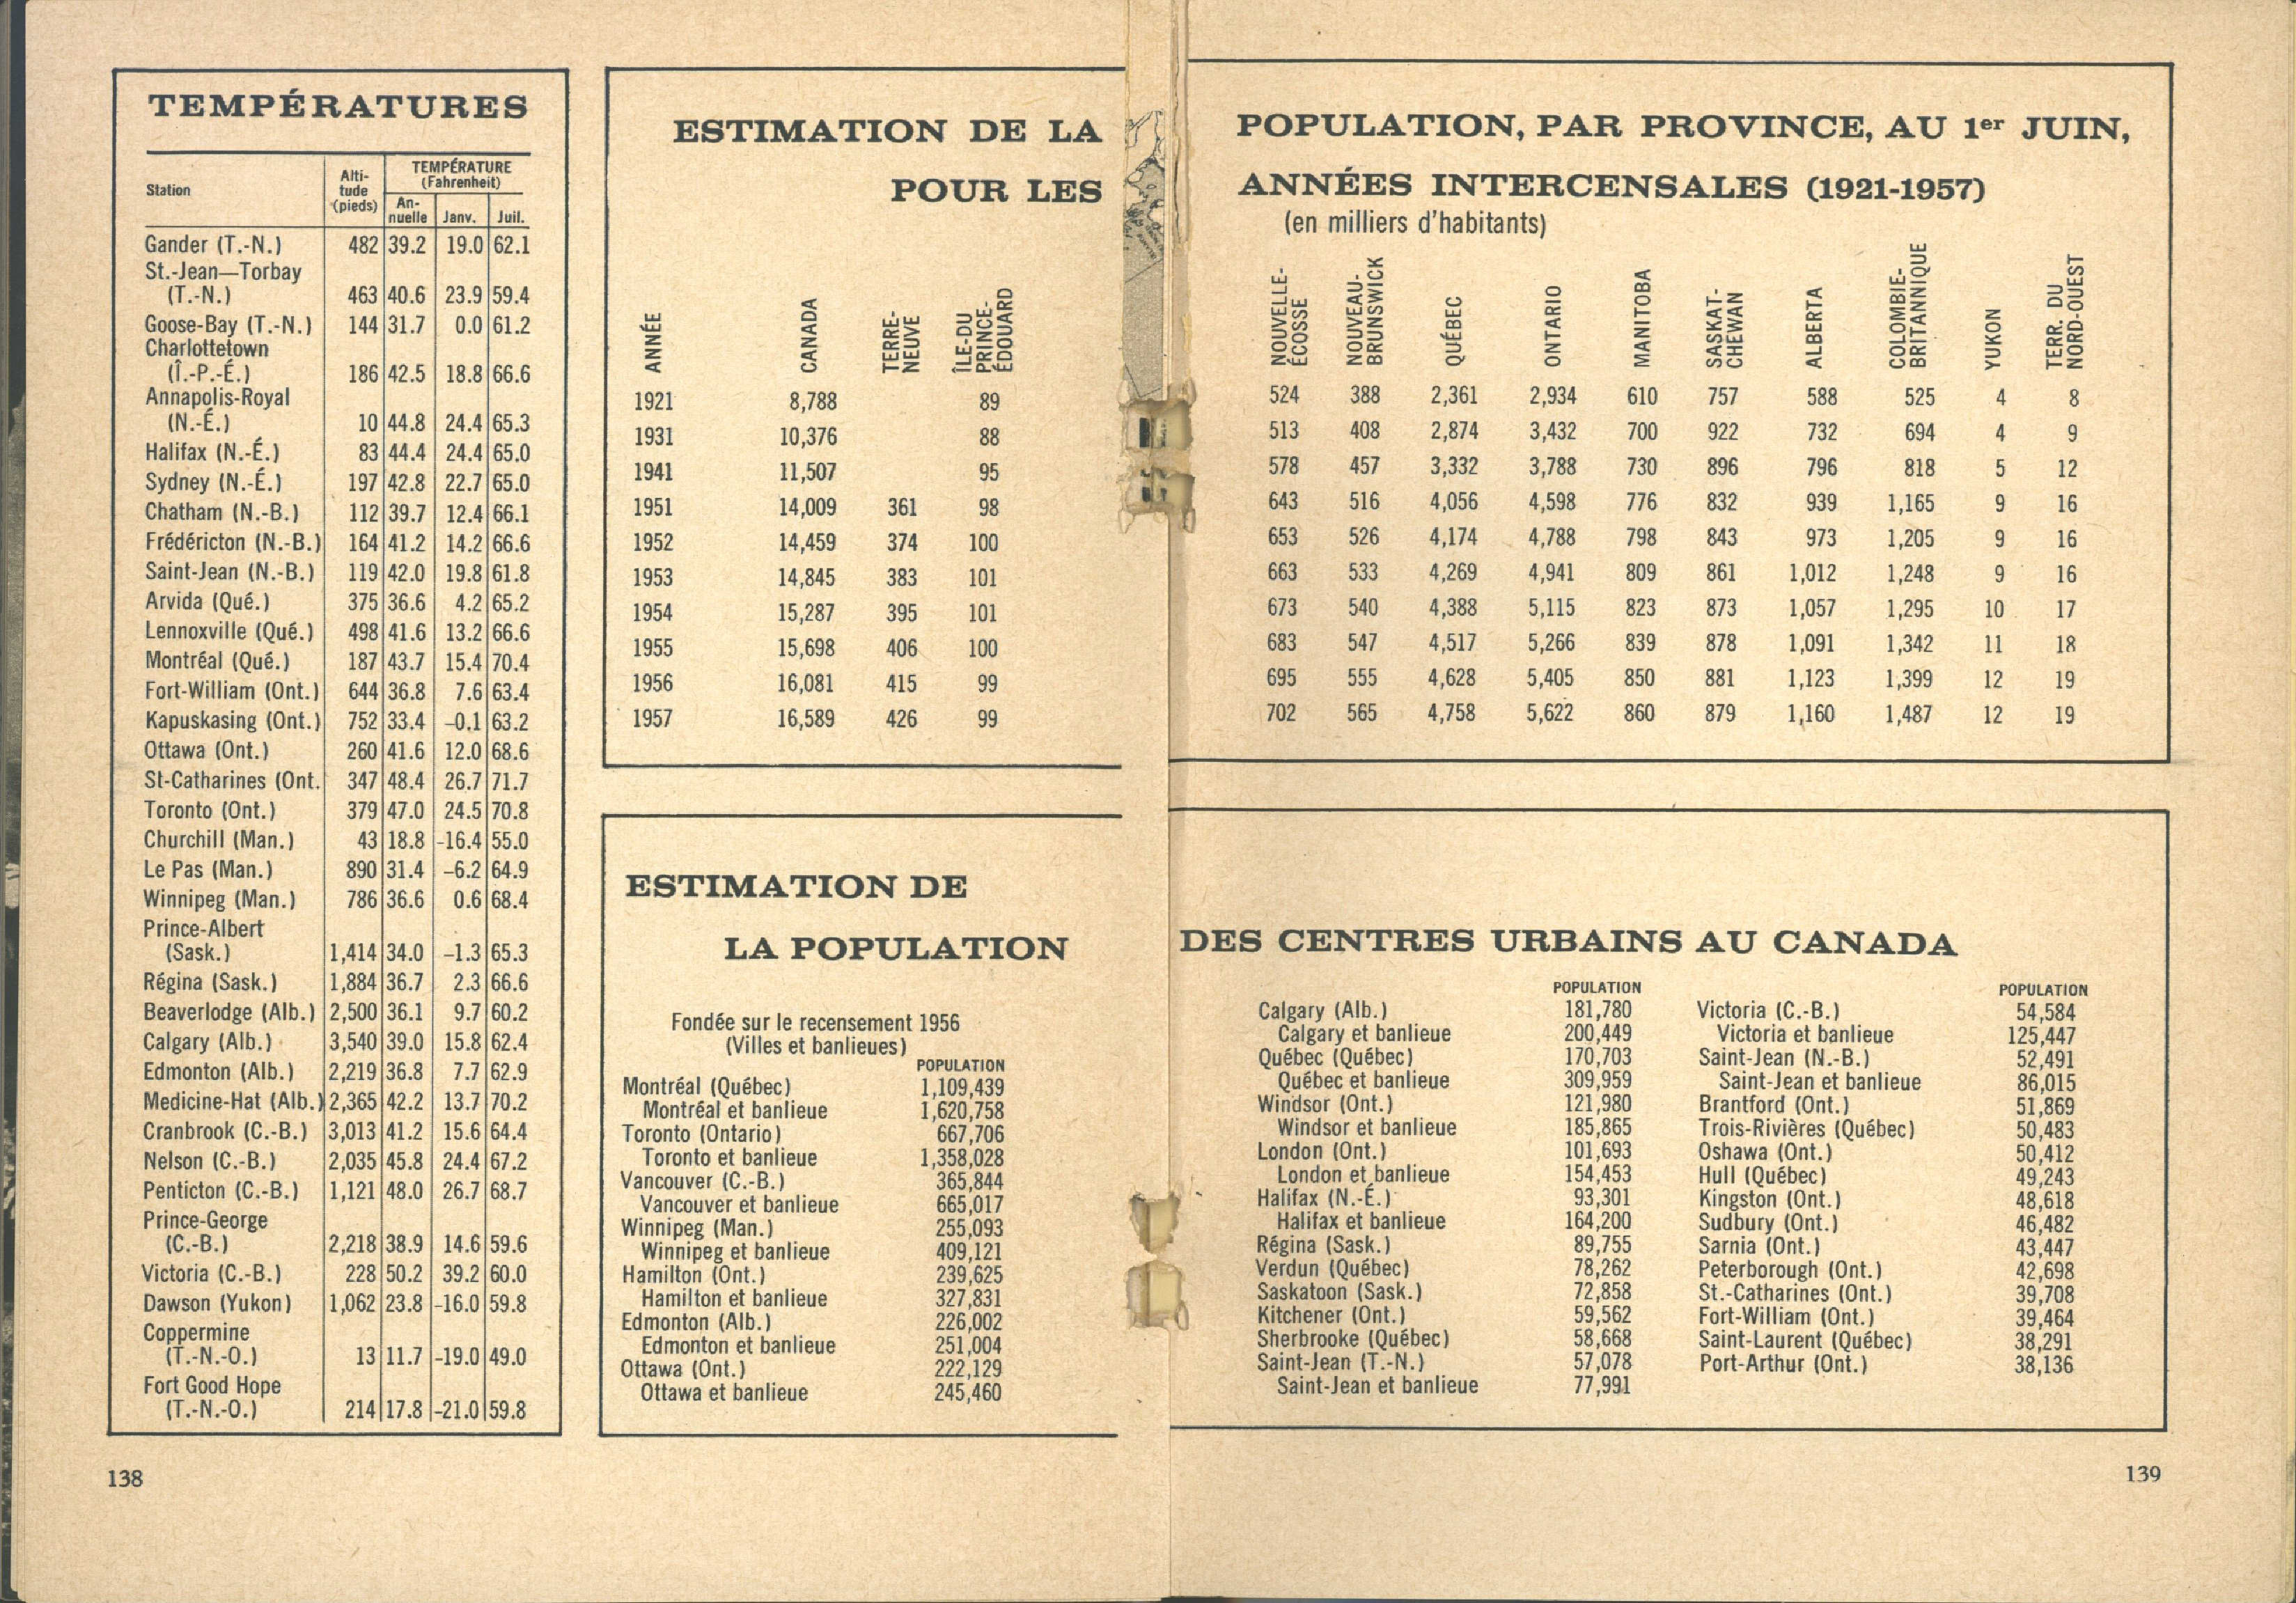 TEMPÉRATURES
Station Alti- tude (pieds) TEMPÉRATURE (Fahrenheit)
An- nuelle Janv. Juil.
Gander (T.-N.) 482 39.2 19.0 62.1
St.-Jean—Torbay
(T.-N.) 463 40.6 23.9 59.4
Goose-Bay (T.-N.) 144 31.7 0.0 61.2
Charlottetown
(Î.-P.-É.) 186 42.5 18.8 66.6
Annapolis-Royal
(N.-É.) 10 44.8 24.4 65.3
Halifax (N.-É.) 83 44.4 24.4 65.0
Sydney (N.-É.) 197 42.8 22.7 65.0
Chatham (N.-B.) 112 39.7 12.4 66.1
Frédéricton (N.-B.) 164 41.2 14.2 66.6
Saint-Jean (N.-B.) 119 42.0 19.8 61.8
Arvida (Qué.) 375 36.6 4.2 65.2
Lennoxville (Qué.) 498 41.6 13.2 66.6
Montréal (Qué.) 187 43.7 15.4 70.4
Fort-William (Ont.) 644 36.8 7.6 63.4
Kapuskasing (Ont.) 752 33.4 –0.1 63.2
Ottawa (Ont.) 260 41.6 12.0 68.6
St-Catharines (Ont. 347 48.4 26.7 71.7
Toronto (Ont.) 379 47.0 24.5 70.8
Churchill (Man.) 43 18.8 -16.4 55.0
Le Pas (Man.) 890 31.4 –6.2 64.9
Winnipeg (Man.) 786 36.6 0.6 68.4
Prince-Albert
(Sask.) 1,414 34.0 –1.3 65.3
Régina (Sask.) 1,884 36.7 2.3 66.6
Beaverlodge (Alb.) 2,500 36.1 9.7 60.2
Calgary (Alb.) 3,540 39.0 15.8 62.4
Edmonton (Alb.) 2,219 36.8 7.7 62.9
Medicine-Hat (Alb.) 2,365 42.2 13.7 70.2
Cranbrook (C.-B.) 3,013 41.2 15.6 64.4
Nelson (C.-B.) 2,035 45.8 24.4 67.2
Penticton (C.-B.) 1,121 48.0 26.7 68.7
Prince-George
(C.-B.) 2,218 38.9 14.6 59.6
Victoria (C.-B.) 228 50.2 39.2 60.0
Dawson (Yukon) 1,062 23.8 -16.0 59.8
Coppermine
(T.-N.-O.) 13 11.7 -19.0 49.0
Fort Good Hope
(T.-N.-O.) 214 17.8 -21.0 59.8
138
ESTIMATION DE LA POPULATION, PAR PROVINCE, AU 1er JUIN,
POUR LES ANNÉES INTERCENSALES (1921-1957)
(en milliers d'habitants)
ANNÉE CANADA TERRE- NEUVE ÎLE-DU PRINCE- ÉDOUARD NOUVELLE- ÉCOSSE NOUVEAU- BRUNSWICK QUÉBEC ONTARIO MANITOBA SASKAT- CHEWAN ALBERTA COLOMBIE- BRITANNIQUE YUKON TERR. DU NORD-OUEST
1921 8,788 89 524 388 2,361 2,934 610 757 588 525 4 8
1931 10,376 88 513 408 2,874 3,432 700 922 732 694 4 9
1941 11,507 95 578 457 3,332 3,788 730 896 796 818 5 12
1951 14,009 361 98 643 516 4,056 4,598 776 832 939 1,165 9 16
1952 14,459 374 100 653 526 4,174 4,788 798 843 973 1,205 9 16
1953 14,845 383 101 663 533 4,269 4,941 809 861 1,012 1,248 9 16
1954 15,287 395 101 673 540 4,388 5,115 823 873 1,057 1,295 10 17
1955 15,698 406 100 683 547 4,517 5,266 839 878 1,091 1,342 11 18
1956 16,081 415 99 695 555 4,628 5,405 850 881 1,123 1,399 12 19
1957 16,589 426 99 702 565 4,758 5,622 860 879 1,160 1,487 12 19
ESTIMATION DE
LA POPULATION DES CENTRES URBAINS AU CANADA
Fondée sur le recensement 1956
(Villes et banlieues)
POPULATION
Montréal (Québec) 1,109,439
Montréal et banlieue 1,620,758
Toronto (Ontario) 667,706
Toronto et banlieue 1,358,028
Vancouver (C.-B.) 365,844
Vancouver et banlieue 665,017
Winnipeg (Man.) 255,093
Winnipeg et banlieue 409,121
Hamilton (Ont.) 239,625
Hamilton et banlieue 327,831
Edmonton (Alb.) 226,002
Edmonton et banlieue 251,004
Ottawa (Ont.) 222,129
Ottawa et banlieue 245,460
POPULATION
Calgary (Alb.) 181,780
Calgary et banlieue 200,449
Québec (Québec) 170,703
Québec et banlieue 309,959
Windsor (Ont.) 121,980
Windsor et banlieue 185,865
London (Ont.) 101,693
London et banlieue 154,453
Halifax (N.-É.) 93,301
Halifax et banlieue 164,200
Régina (Sask.) 89,755
Verdun (Québec) 78,262
Saskatoon (Sask.) 72,858
Kitchener (Ont.) 59,562
Sherbrooke (Québec) 58,668
Saint-Jean (T.-N.) 57,078
Saint-Jean et banlieue 77,991
POPULATION
Victoria (C.-B.) 54,584
Victoria et banlieue 125,447
Saint-Jean (N.-B.) 52,491
Saint-Jean et banlieue 86,015
Brantford (Ont.) 51,869
Trois-Rivières (Québec) 50,483
Oshawa (Ont.) 50,412
Hull (Québec) 49,243
Kingston (Ont.) 48,618
Sudbury (Ont.) 46,482
Sarnia (Ont.) 43,447
Peterborough (Ont.) 42,698
St.-Catharines (Ont.) 39,708
Fort-William (Ont.) 39,464
Saint-Laurent (Québec) 38,291
Port-Arthur (Ont.) 38,136
139